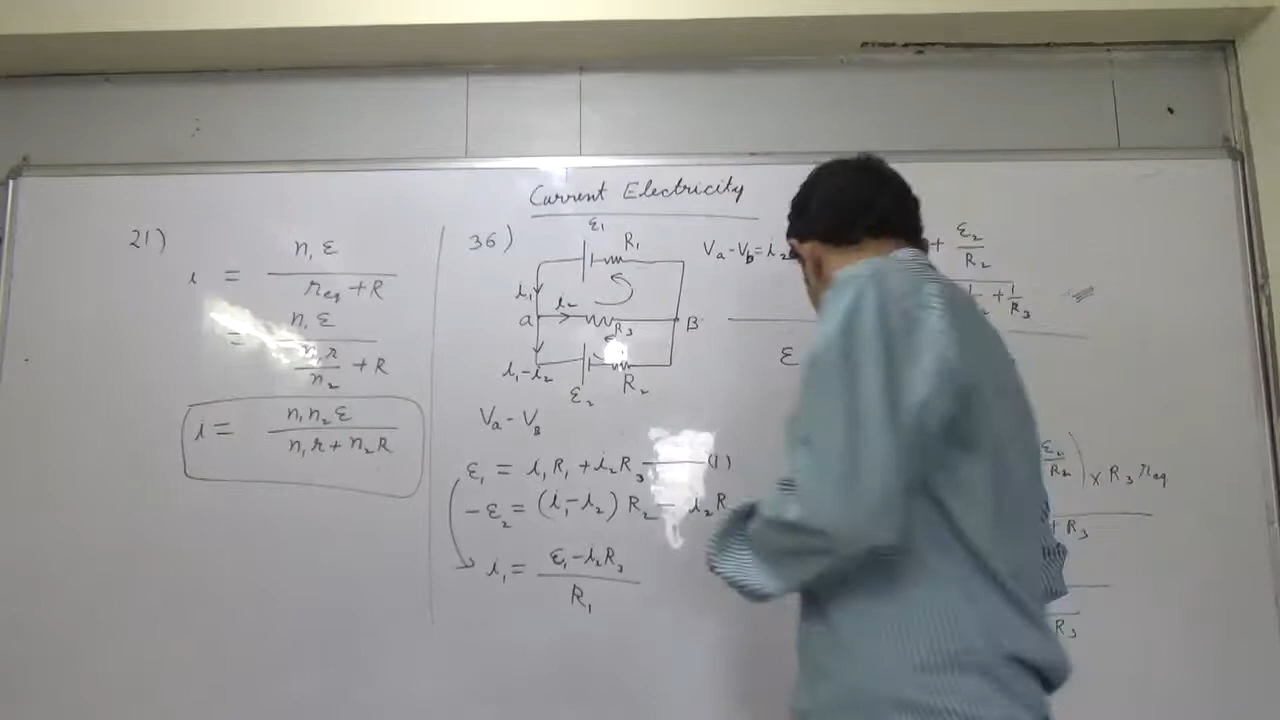 Current Electricity
21)
i = n₁ε / (r_eq + R)
= n₁ε / (n₁r/n₂ + R)
i = n₁n₂ε / (n₁r + n₂R)
36)
ε₁
R₁
i₁
i₂
a
R₃
B
i₁-i₂
ε₂
R₂
Va - VB
ε₁ = i₁R₁ + i₂R₃ (1)
-ε₂ = (i₁-i₂) R₂ - i₂R
i₁ = (ε₁ - i₂R₃) / R₁
Va - Vb = i₂
+ ε₂/R₂
+ 1/R₃
ε
ε₂/R₂) × R₃ r_eq
+ R₃
R₃